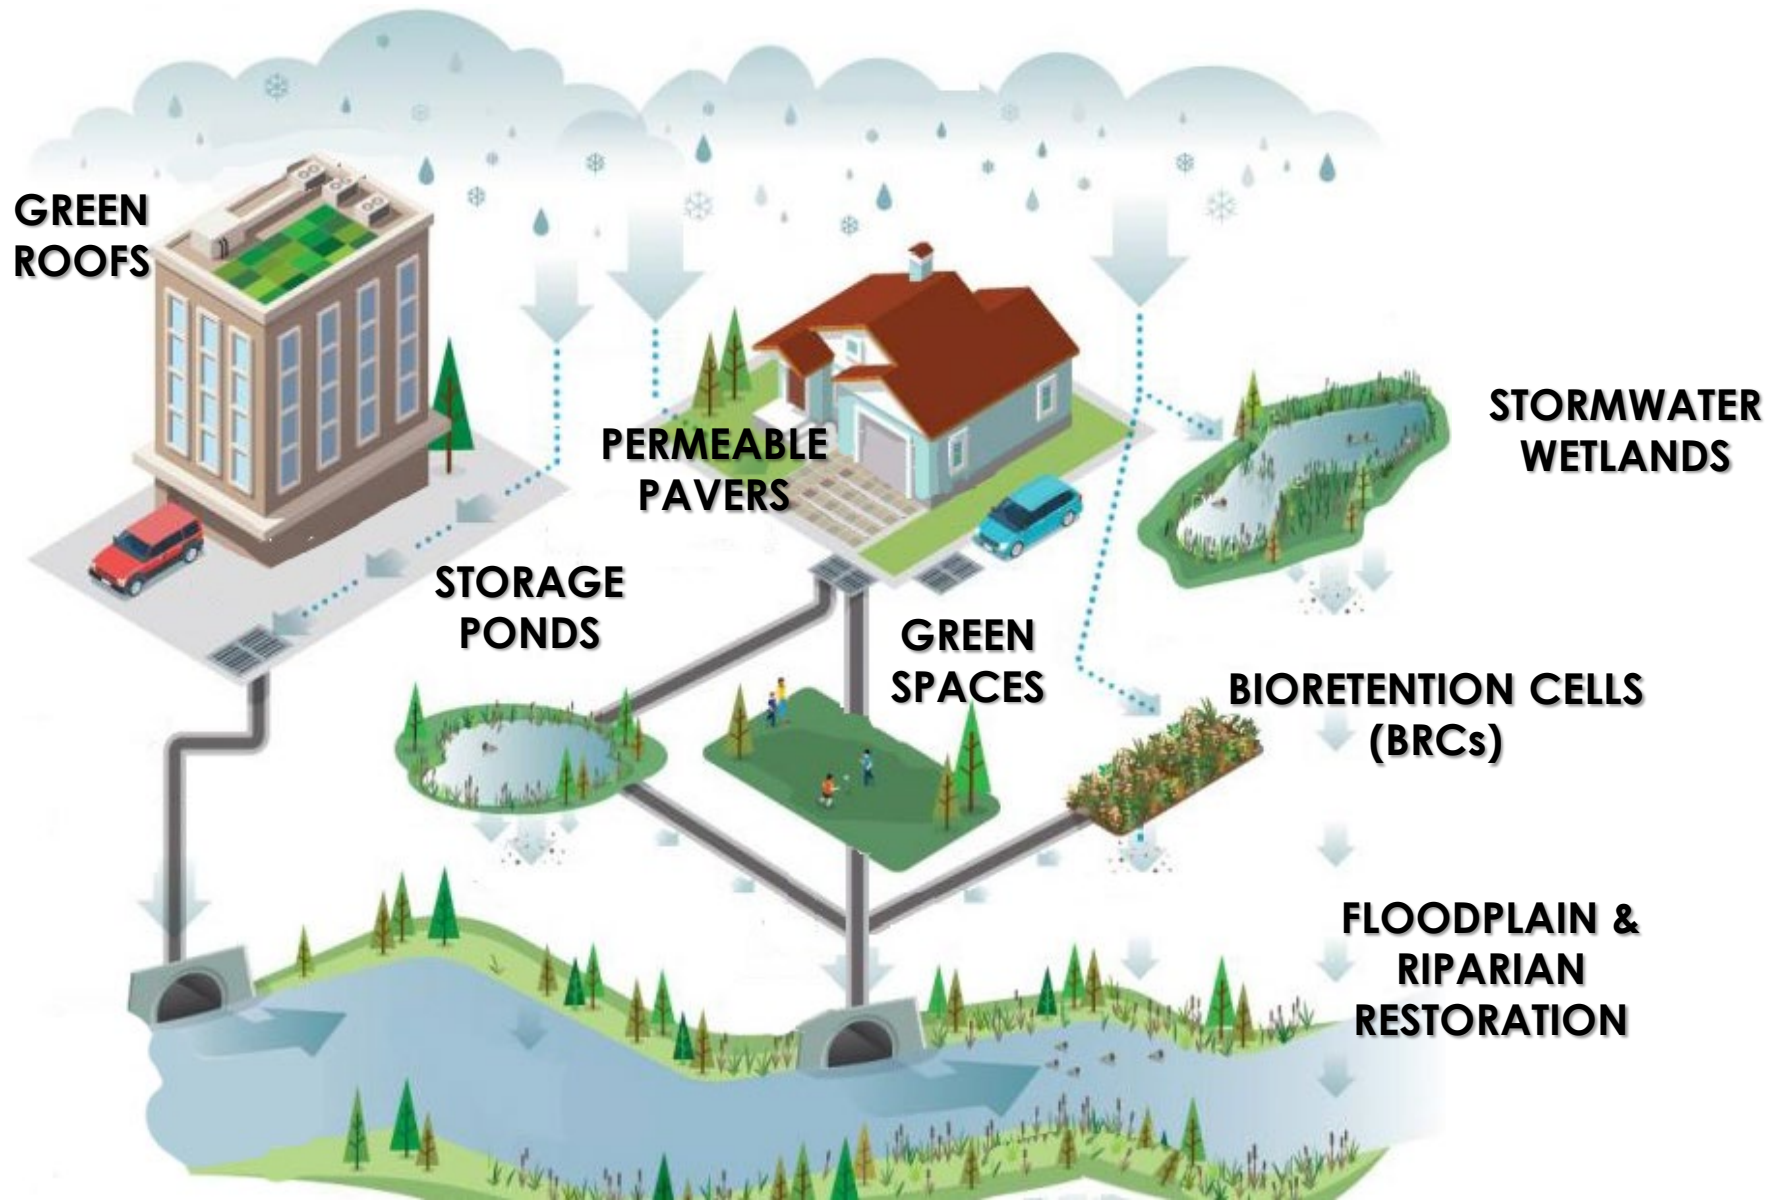 GREEN
ROOFS
STORMWATER
WETLANDS
PERMEABLE
PAVERS
STORAGE
PONDS
GREEN
SPACES
BIORETENTION CELLS
(BRCs)
FLOODPLAIN &
RIPARIAN
RESTORATION